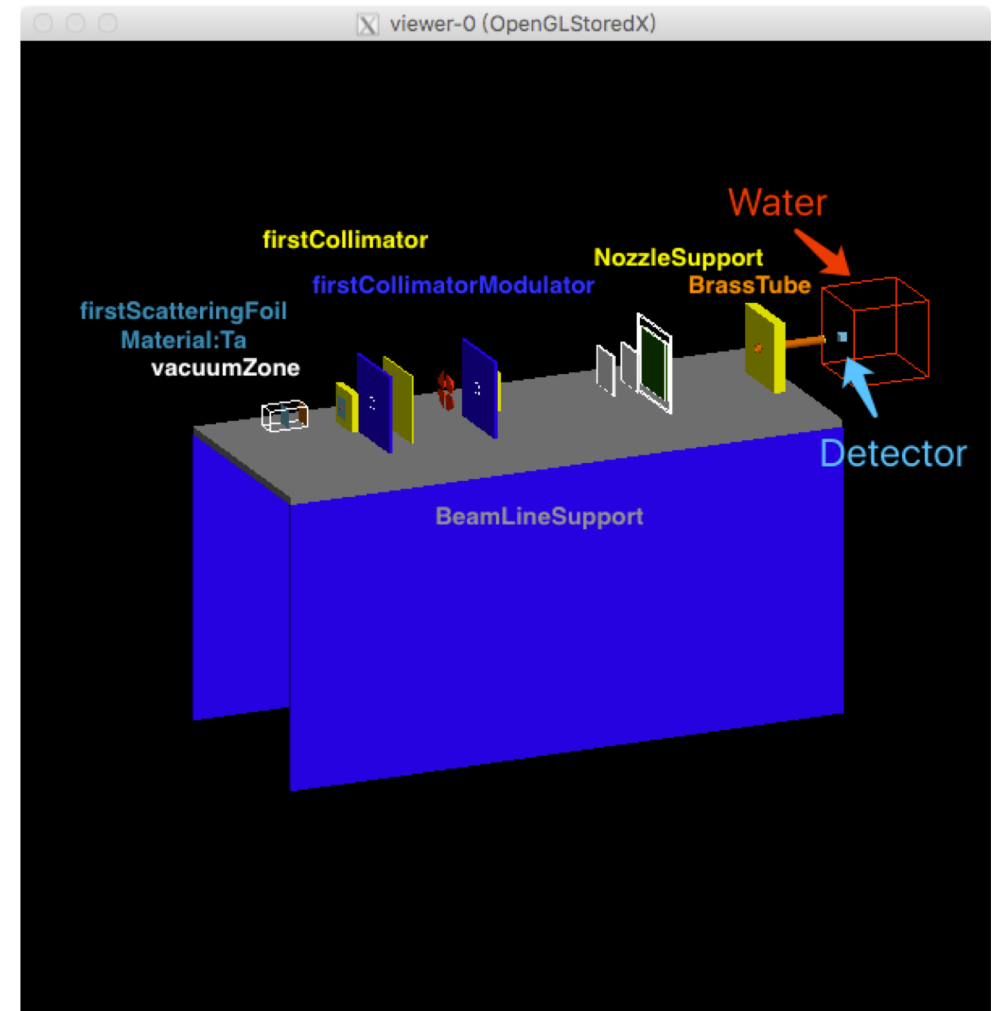 viewer-0 (OpenGLStoredX)
Water
firstCollimator
NozzleSupport
firstCollimatorModulator
BrassTube
firstScatteringFoil
Material:Ta
vacuumZone
Detector
BeamLineSupport